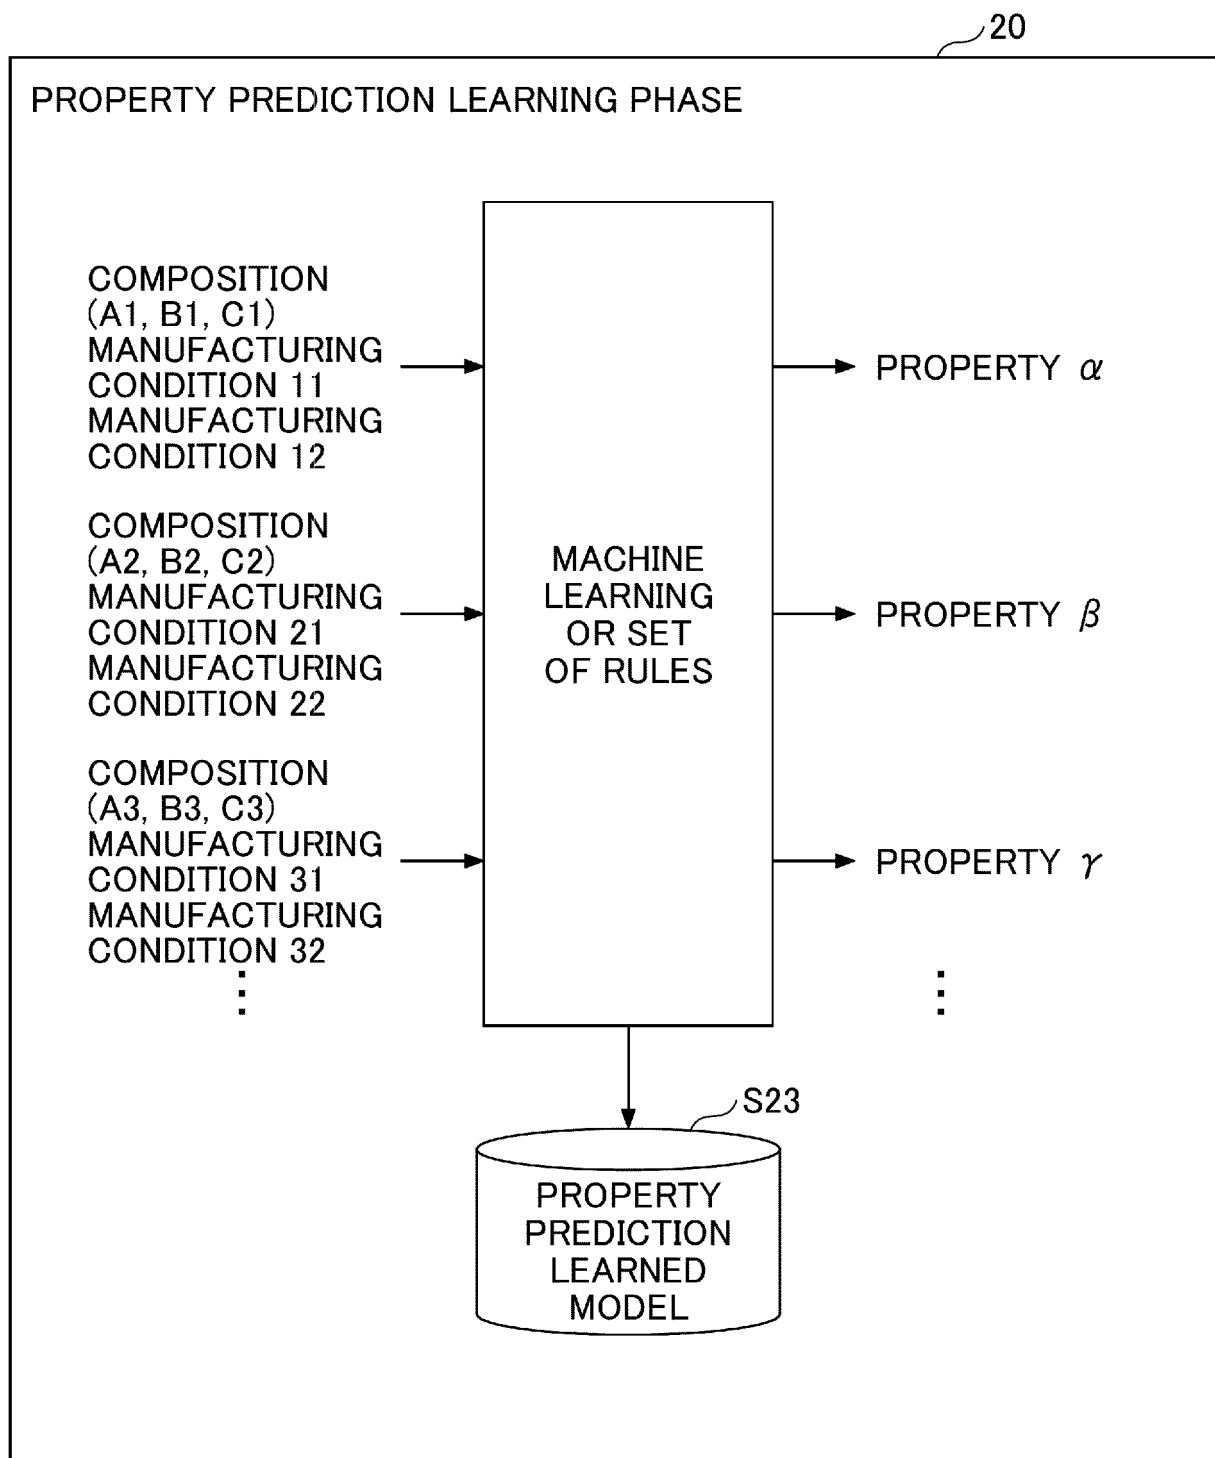 20
PROPERTY PREDICTION LEARNING PHASE
COMPOSITION
(A1, B1, C1)
MANUFACTURING
CONDITION 11
MANUFACTURING
CONDITION 12
PROPERTY α
COMPOSITION
(A2, B2, C2)
MANUFACTURING
CONDITION 21
MANUFACTURING
CONDITION 22
MACHINE
LEARNING
OR SET
OF RULES
PROPERTY β
COMPOSITION
(A3, B3, C3)
MANUFACTURING
CONDITION 31
MANUFACTURING
CONDITION 32
PROPERTY γ
S23
PROPERTY
PREDICTION
LEARNED
MODEL